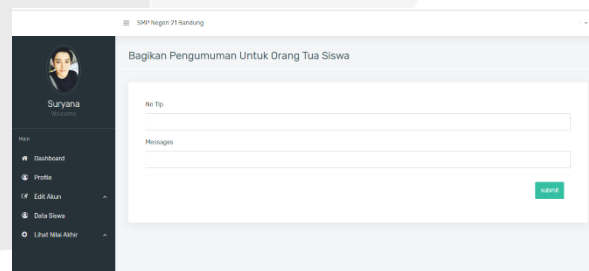 SMP Negeri 21 Bandung
Bagikan Pengumuman Untuk Orang Tua Siswa
Suryana
Welcome
Main
Dashboard
Profile
Edit Akun
Data Siswa
Lihat Nilai Akhir
No Tlp
Messages
submit